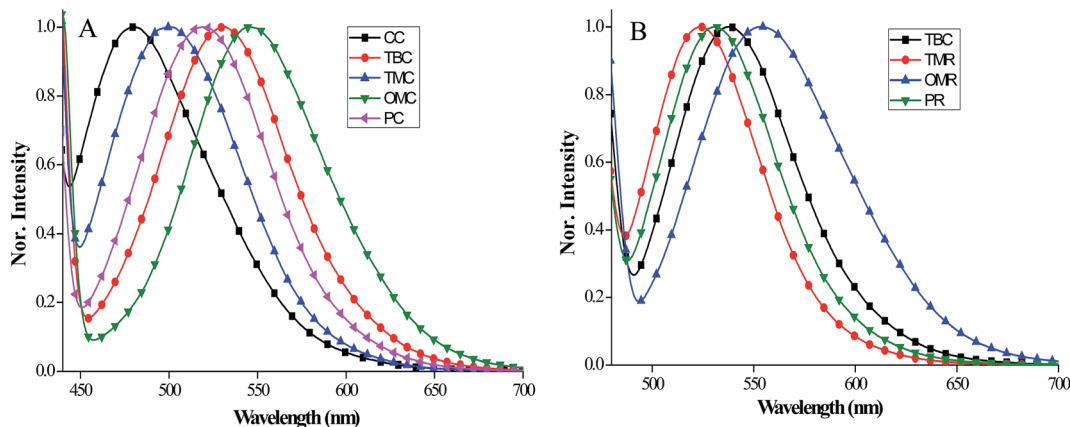 A
CC
TBC
TMC
OMC
PC
Nor. Intensity
1.0
0.8
0.6
0.4
0.2
0.0
450
500
550
600
650
700
Wavelength (nm)
B
TBC
TMR
OMR
PR
Nor. Intensity
1.0
0.8
0.6
0.4
0.2
0.0
500
550
600
650
700
Wavelength (nm)